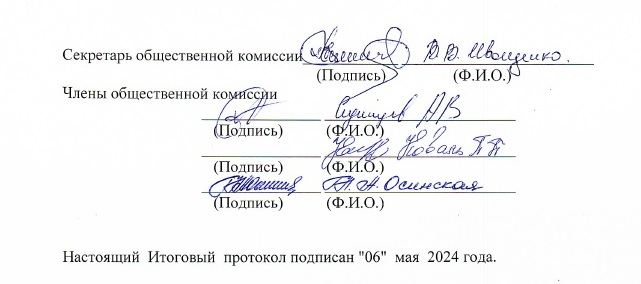 Секретарь общественной комиссии В.В. Иващенко.
(Подпись) (Ф.И.О.)
Члены общественной комиссии
А В
(Подпись) (Ф.И.О.)
Коваль П П
(Подпись) (Ф.И.О.)
А. Осинская
(Подпись) (Ф.И.О.)
Настоящий Итоговый протокол подписан "06" мая 2024 года.